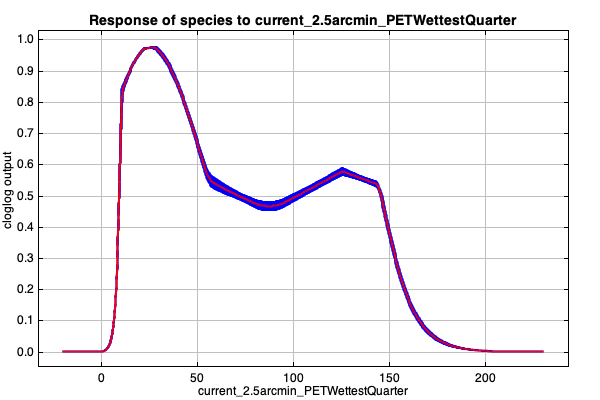 Response of species to current_2.5arcmin_PETWettestQuarter
1.0
0.9
0.8
0.7
0.6
0.5
0.4
0.3
0.2
0.1
0.0
cloglog output
0 50 100 150 200
current_2.5arcmin_PETWettestQuarter